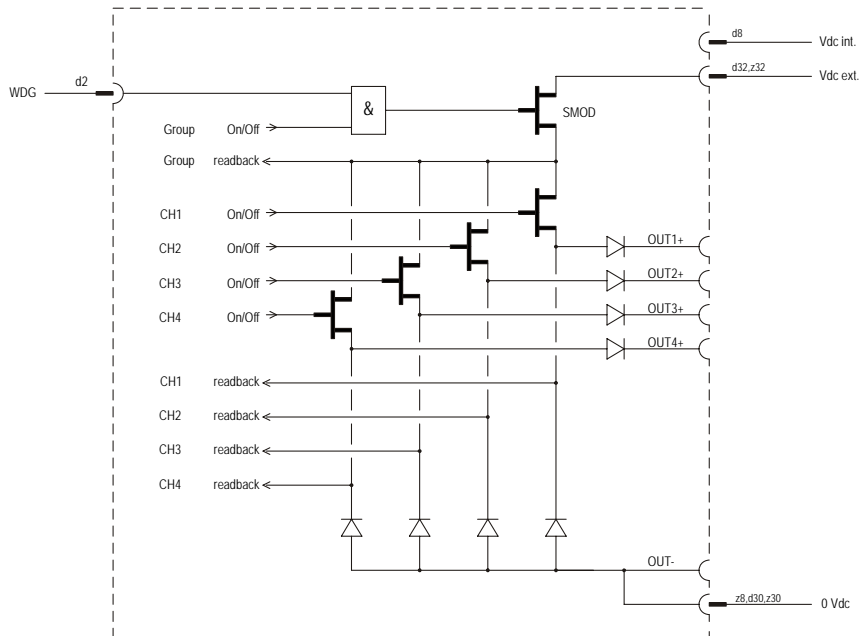 d8 Vdc int.
d32,z32 Vdc ext.
WDG d2
&
SMOD
Group On/Off
Group readback
CH1 On/Off
OUT1+
CH2 On/Off
OUT2+
CH3 On/Off
OUT3+
CH4 On/Off
OUT4+
CH1 readback
CH2 readback
CH3 readback
CH4 readback
OUT-
z8,d30,z30 0 Vdc